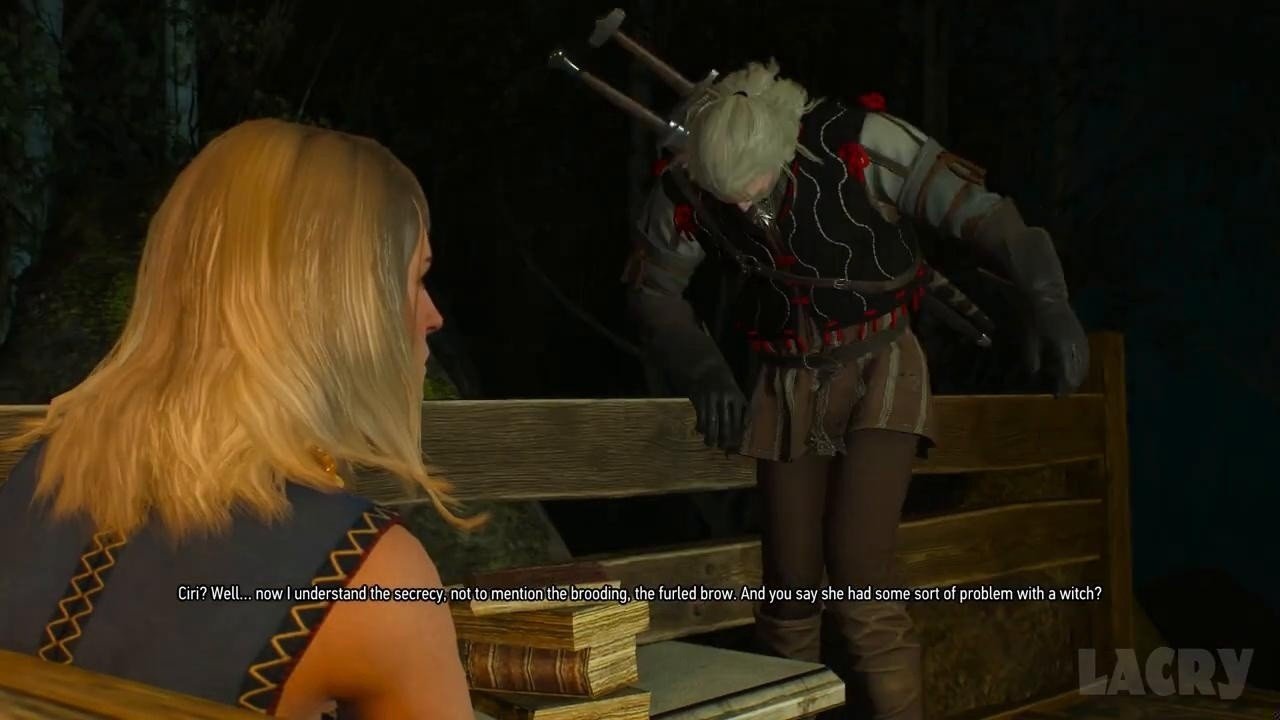 Ciri? Well... now I understand the secrecy, not to mention the brooding, the furled brow. And you say she had some sort of problem with a witch?
LACRY